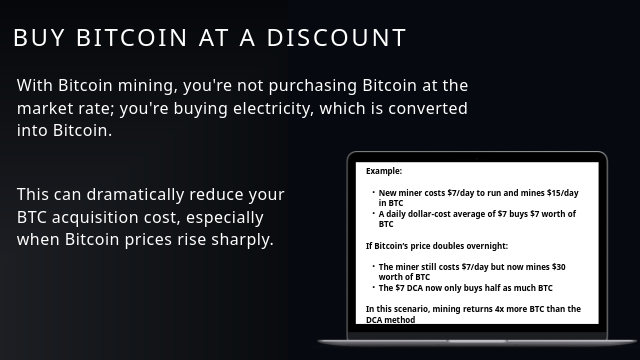 BUY BITCOIN AT A DISCOUNT
With Bitcoin mining, you're not purchasing Bitcoin at the
market rate; you're buying electricity, which is converted
into Bitcoin.
This can dramatically reduce your
BTC acquisition cost, especially
when Bitcoin prices rise sharply.
Example:
• New miner costs $7/day to run and mines $15/day
in BTC
• A daily dollar-cost average of $7 buys $7 worth of
BTC
If Bitcoin's price doubles overnight:
• The miner still costs $7/day but now mines $30
worth of BTC
• The $7 DCA now only buys half as much BTC
In this scenario, mining returns 4x more BTC than the
DCA method